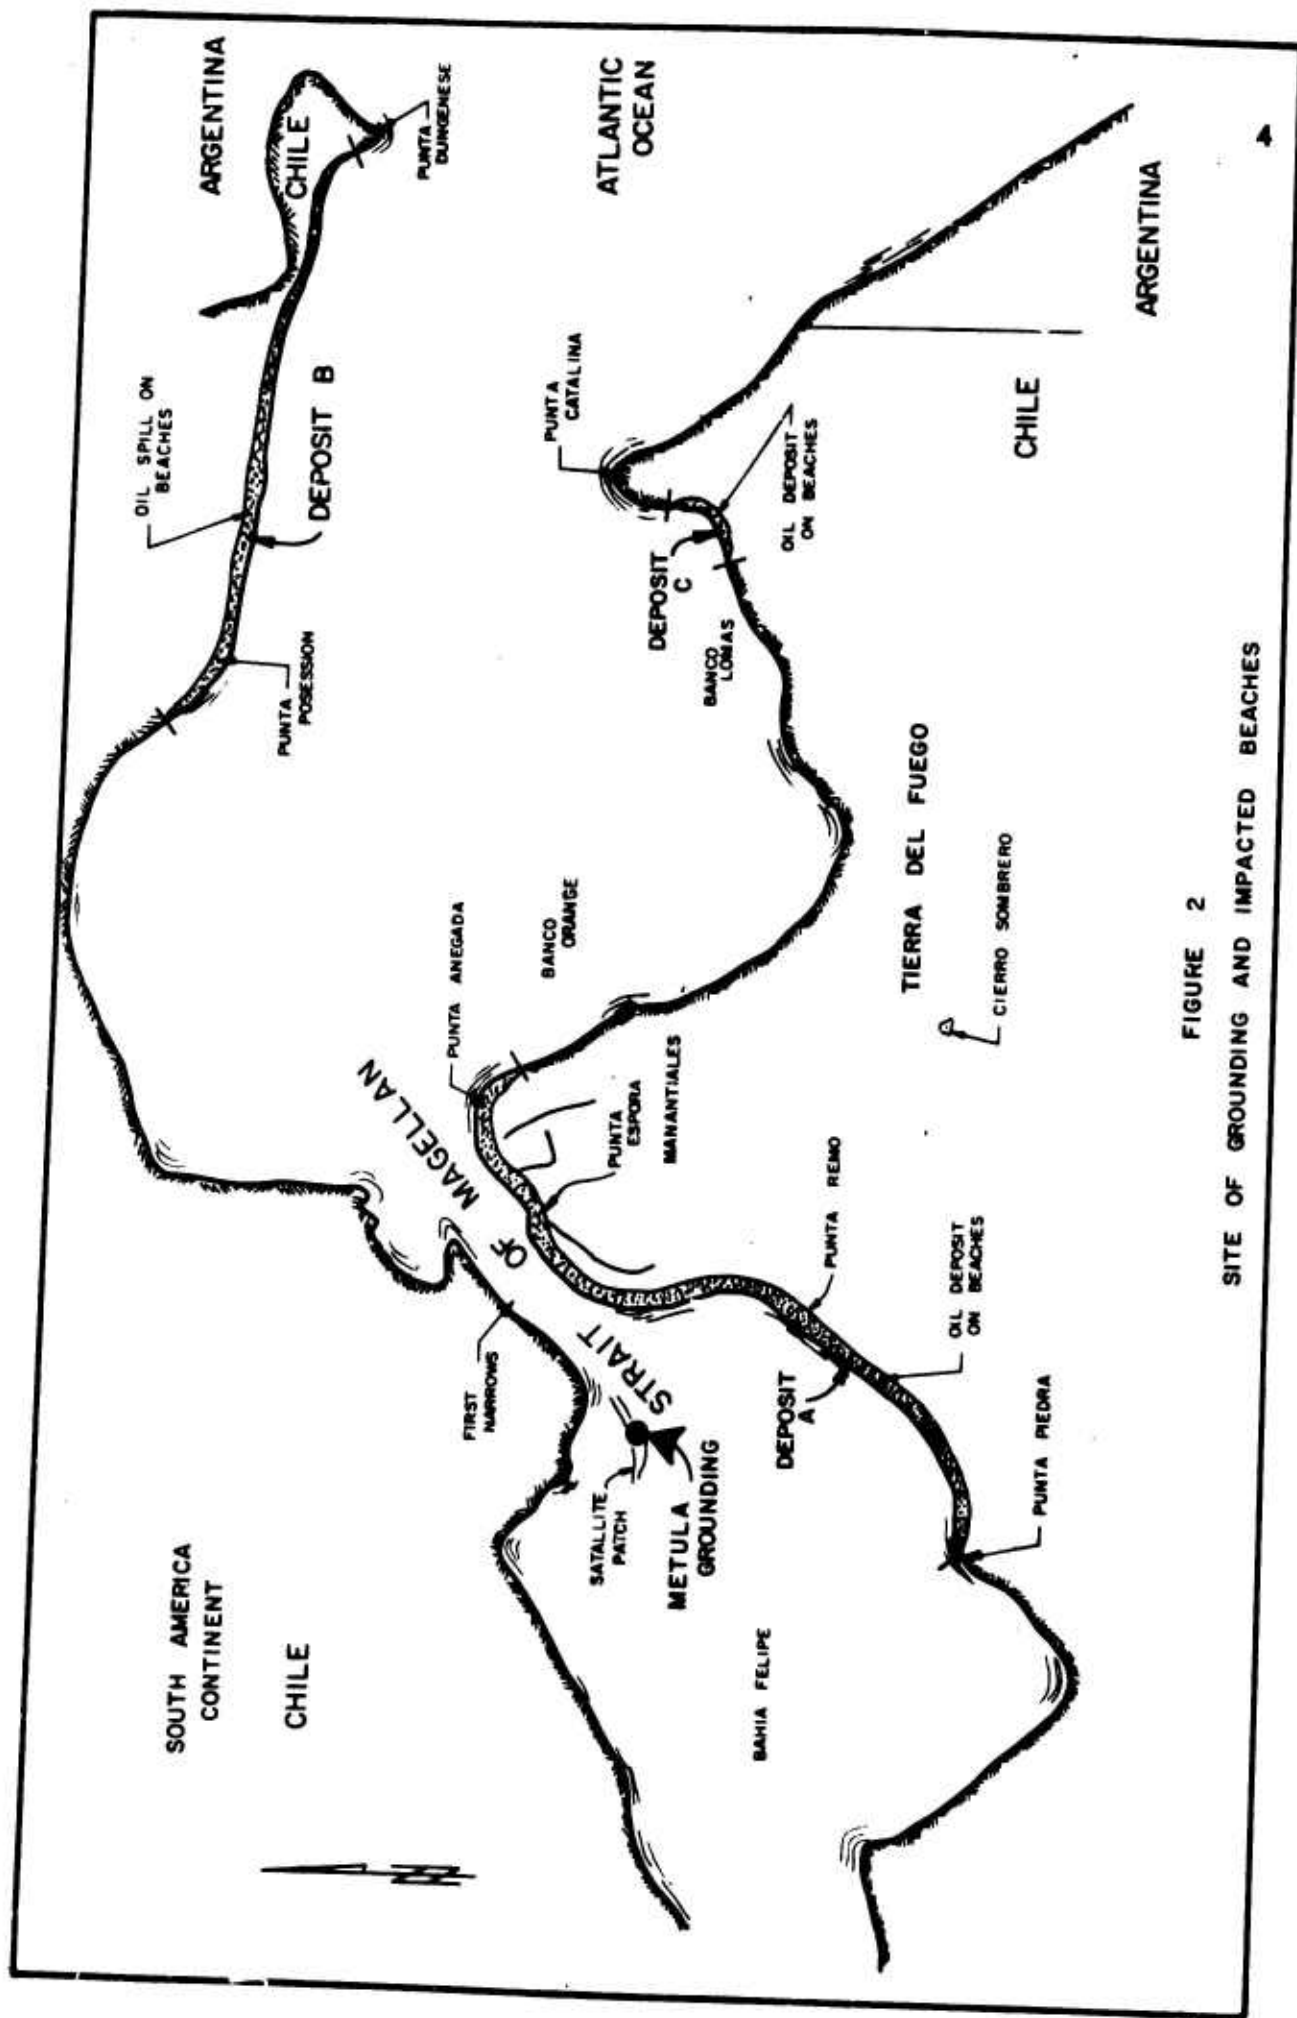 SOUTH AMERICA
CONTINENT
CHILE
ARGENTINA
CHILE
OIL SPILL ON
BEACHES
DEPOSIT B
PUNTA
POSESSION
PUNTA
DUNGENESE
ATLANTIC
OCEAN
FIRST
NARROWS
STRAIT OF MAGELLAN
PUNTA ANEGADA
BANCO
ORANGE
PUNTA
CATALINA
DEPOSIT
C
BANCO
LOMAS
OIL DEPOSIT
ON BEACHES
SATALLITE
PATCH
METULA
GROUNDING
PUNTA
ESPORA
MANANTIALES
BAHIA FELIPE
DEPOSIT
A
PUNTA REMO
OIL DEPOSIT
ON BEACHES
PUNTA PIEDRA
TIERRA DEL FUEGO
CIERRO SOMBRERO
CHILE
ARGENTINA
FIGURE 2
SITE OF GROUNDING AND IMPACTED BEACHES
4